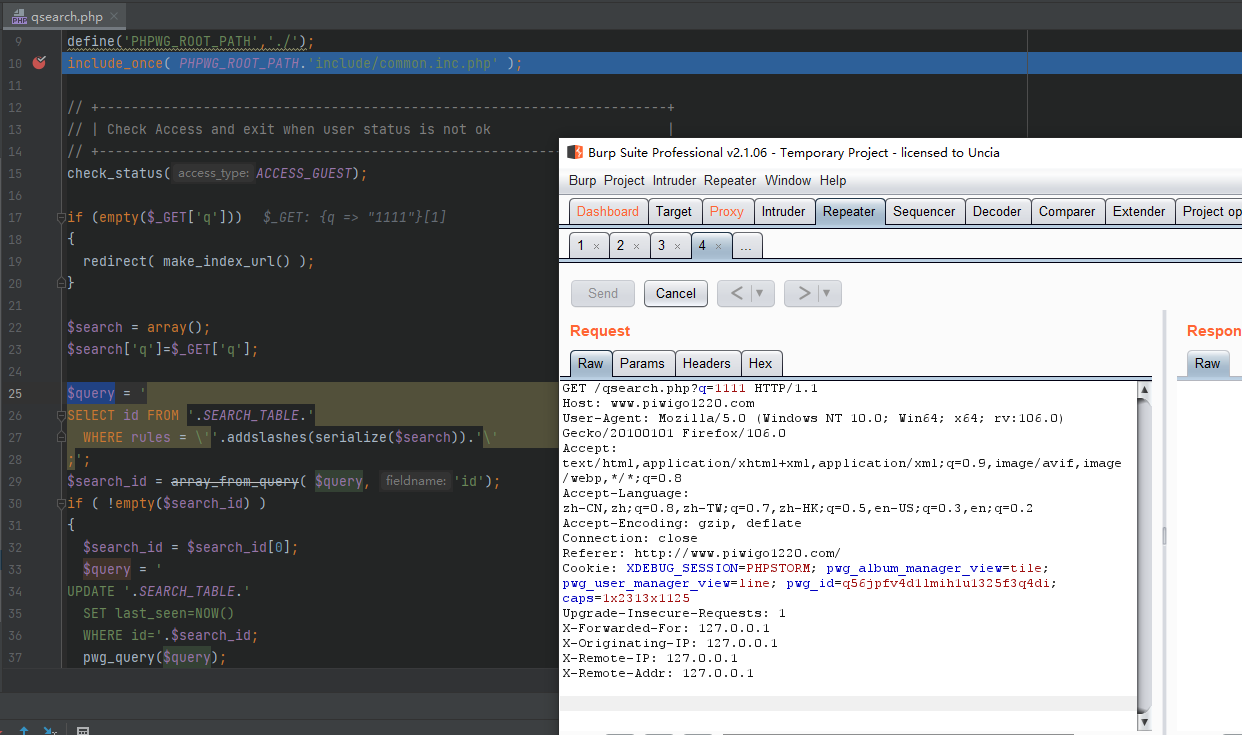 qsearch.php
9 define('PHPWG_ROOT_PATH','./');
10 include_once( PHPWG_ROOT_PATH.'include/common.inc.php' );
11
12 // +-----------------------------------------------------------------------+
13 // | Check Access and exit when user status is not ok |
14 // +--------------------------------------------------------------
15 check_status( access_type: ACCESS_GUEST);
16
17 if (empty($_GET['q'])) $_GET: {q => "1111"}[1]
18 {
19 redirect( make_index_url() );
20 }
21
22 $search = array();
23 $search['q']=$_GET['q'];
24
25 $query = '
26 SELECT id FROM '.SEARCH_TABLE.'
27 WHERE rules = \''.addslashes(serialize($search)).'\'
28 ;';
29 $search_id = array_from_query( $query, fieldname: 'id');
30 if ( !empty($search_id) )
31 {
32 $search_id = $search_id[0];
33 $query = '
34 UPDATE '.SEARCH_TABLE.'
35 SET last_seen=NOW()
36 WHERE id='.$search_id;
37 pwg_query($query);
Burp Suite Professional v2.1.06 - Temporary Project - licensed to Uncia
Burp Project Intruder Repeater Window Help
Dashboard Target Proxy Intruder Repeater Sequencer Decoder Comparer Extender Project op
1 × 2 × 3 × 4 × ...
Send Cancel < ▼ > ▼
Request
Respon
Raw Params Headers Hex
Raw
GET /qsearch.php?q=1111 HTTP/1.1
Host: www.piwigo1220.com
User-Agent: Mozilla/5.0 (Windows NT 10.0; Win64; x64; rv:106.0)
Gecko/20100101 Firefox/106.0
Accept:
text/html,application/xhtml+xml,application/xml;q=0.9,image/avif,image
/webp,*/*;q=0.8
Accept-Language:
zh-CN,zh;q=0.8,zh-TW;q=0.7,zh-HK;q=0.5,en-US;q=0.3,en;q=0.2
Accept-Encoding: gzip, deflate
Connection: close
Referer: http://www.piwigo1220.com/
Cookie: XDEBUG_SESSION=PHPSTORM; pwg_album_manager_view=tile;
pwg_user_manager_view=line; pwg_id=q56jpfv4d1lmih1u1325f3q4di;
caps=1x2313x1125
Upgrade-Insecure-Requests: 1
X-Forwarded-For: 127.0.0.1
X-Originating-IP: 127.0.0.1
X-Remote-IP: 127.0.0.1
X-Remote-Addr: 127.0.0.1